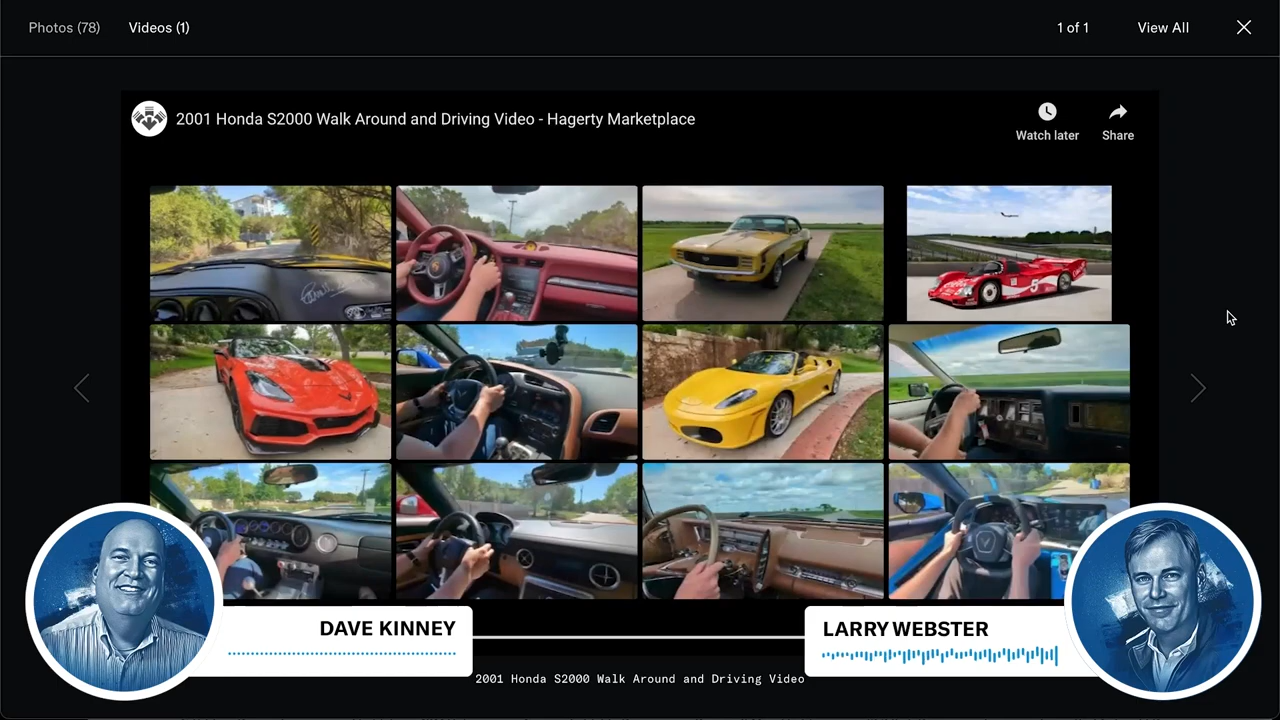 Photos (78)
Videos (1)
1 of 1
View All
2001 Honda S2000 Walk Around and Driving Video - Hagerty Marketplace
Watch later
Share
5
DAVE KINNEY
LARRY WEBSTER
2001 Honda S2000 Walk Around and Driving Video